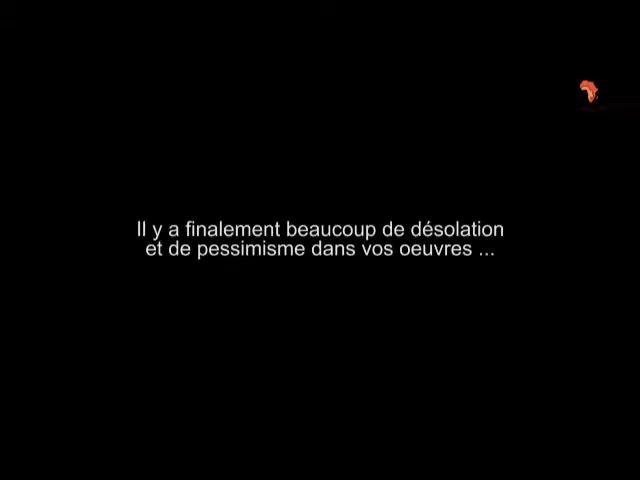 Il y a finalement beaucoup de désolation
et de pessimisme dans vos oeuvres ...